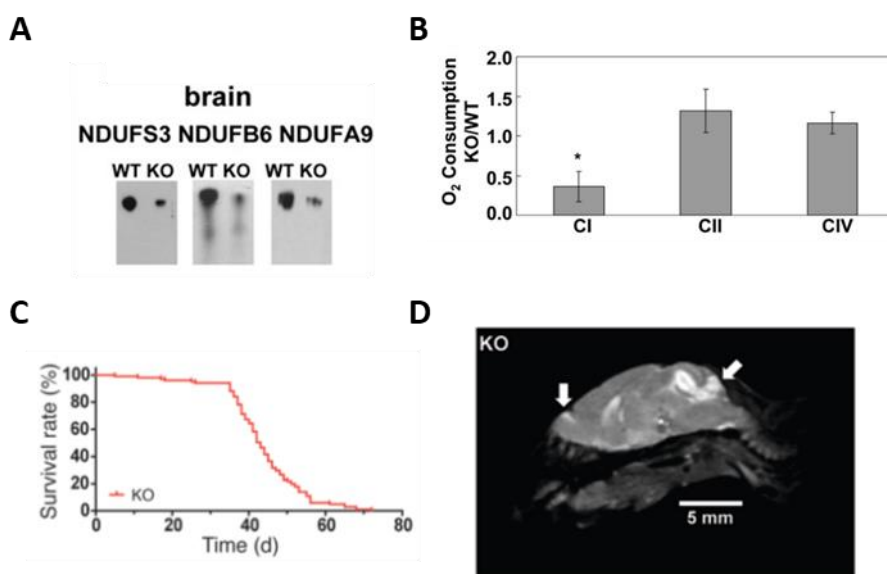 A
brain
NDUFS3 NDUFB6 NDUFA9
WT KO WT KO WT KO
B
O2 Consumption
KO/WT
2.0
1.5
1.0
0.5
0.0
*
CI CII CIV
C
Survival rate (%)
100
80
60
40
20
0
KO
0 20 40 60 80
Time (d)
D
KO
5 mm